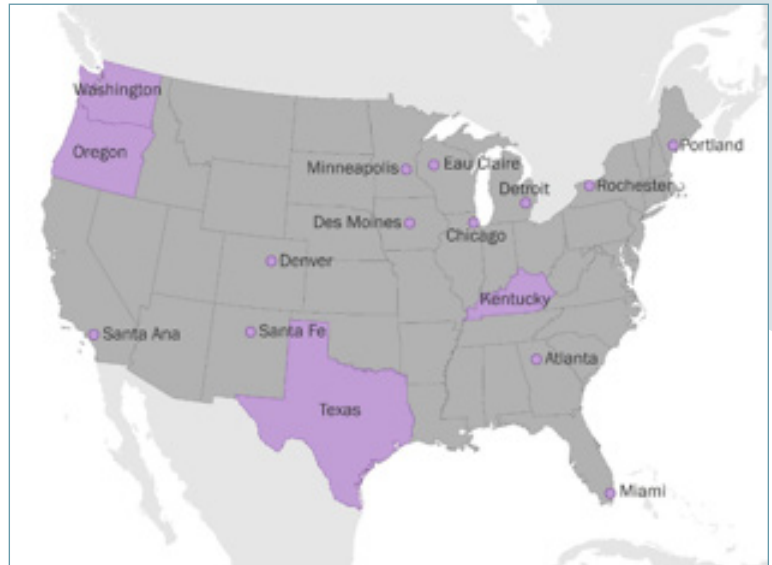 Washington
Oregon
Portland
Minneapolis
Eau Claire
Detroit
Rochester
Des Moines
Chicago
Denver
Kentucky
Santa Ana
Santa Fe
Atlanta
Texas
Miami